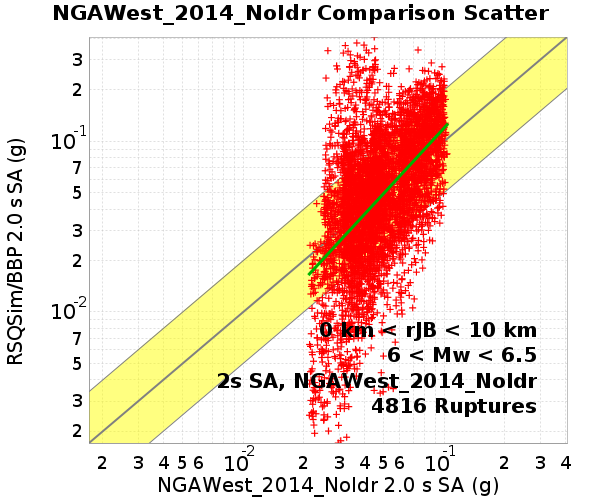 NGAWest_2014_NoIdr Comparison Scatter
RSQSim/BBP 2.0 s SA (g)
3
2
10-1
7
5
3
2
10-2
7
5
3
2
0 km < rJB < 10 km
6 < Mw < 6.5
2s SA, NGAWest_2014_NoIdr
4816 Ruptures
2 3 4 5 6 10-2 2 3 4 5 6 10-1 2 3 4
NGAWest_2014_NoIdr 2.0 s SA (g)